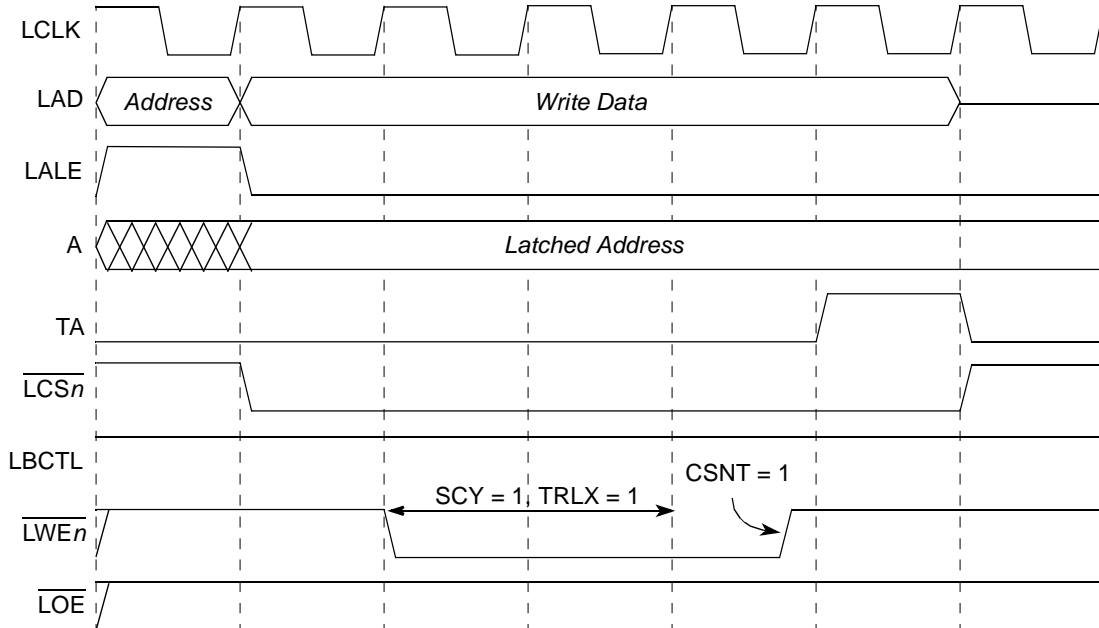 LCLK
LAD Address Write Data
LALE
A Latched Address
TA
LCSn
LBCTL
CSNT = 1
SCY = 1, TRLX = 1
LWEn
LOE